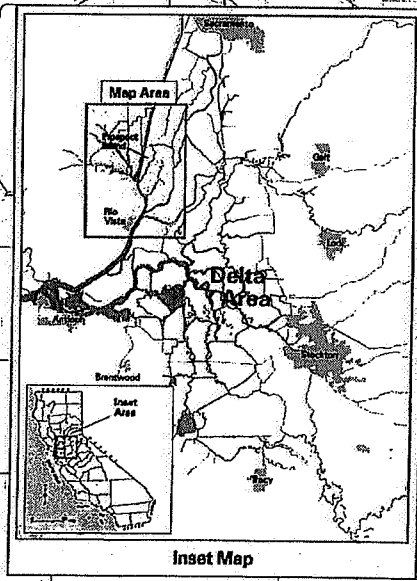 Sacramento
Map Area
Prospect
Island
Galt
Rio
Vista
Lodi
Delta
Area
Antioch
Stockton
Brentwood
Inset
Area
Tracy
Inset Map